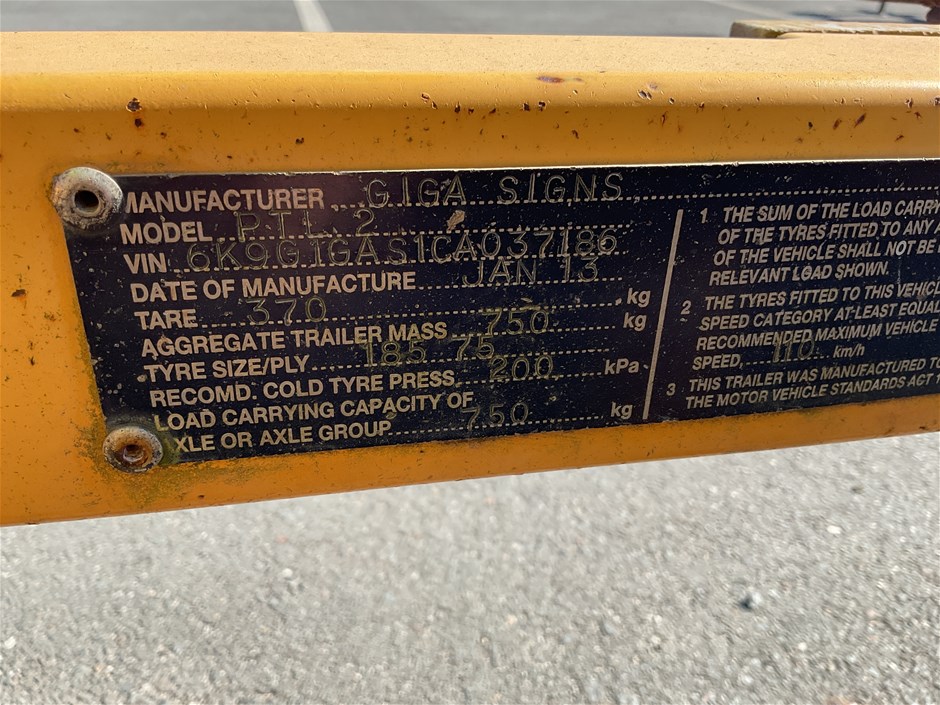 MANUFACTURER GIGA SIGNS
MODEL P.T.L. 2
VIN 6K9G1GAS1CA037186
DATE OF MANUFACTURE JAN 13
TARE 370 kg
AGGREGATE TRAILER MASS 750 kg
TYRE SIZE/PLY 185 75
RECOMD. COLD TYRE PRESS. 200 kPa
LOAD CARRYING CAPACITY OF
AXLE OR AXLE GROUP 750 kg
1 THE SUM OF THE LOAD
OF THE TYRES FITTED TO ANY
OF THE VEHICLE SHALL NOT BE
RELEVANT LOAD SHOWN.
2 THE TYRES FITTED TO THIS
SPEED CATEGORY AT LEAST
RECOMMENDED MAXIMUM VEHICLE
SPEED, 110 km/h
3 THIS TRAILER WAS MANUFACTURED
THE MOTOR VEHICLE STANDARDS ACT